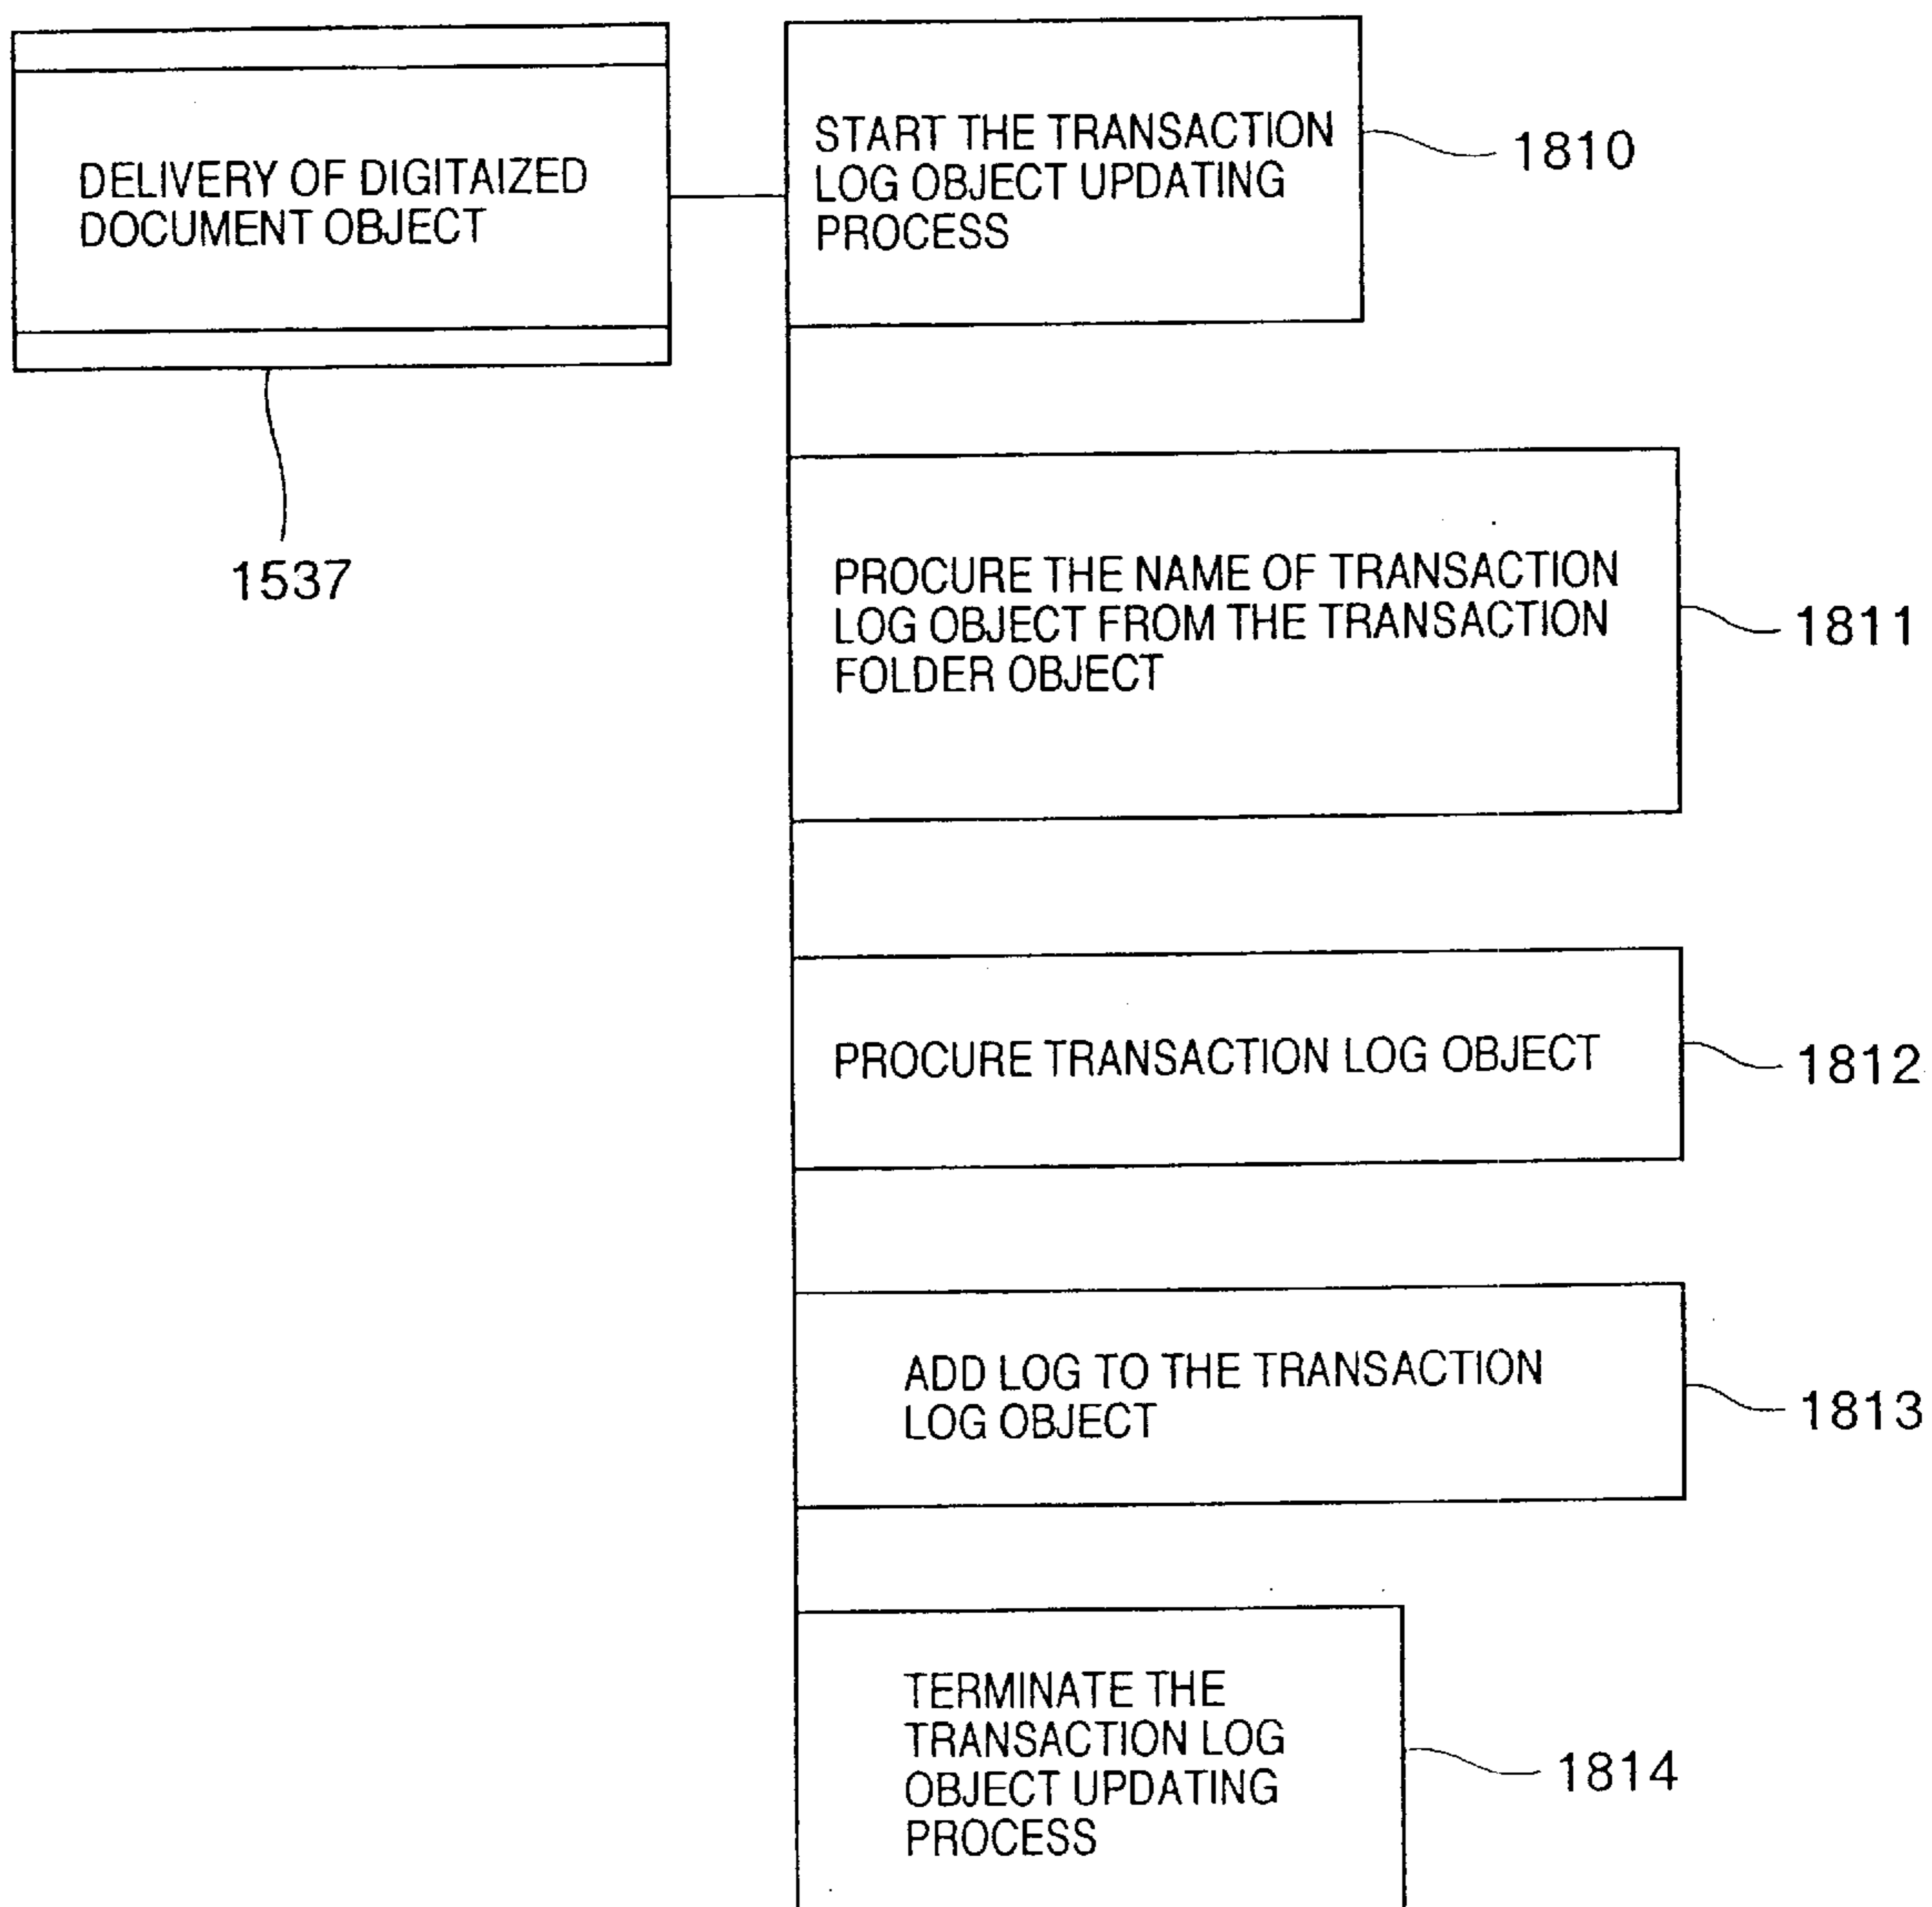 DELIVERY OF DIGITAIZED
DOCUMENT OBJECT
1537
START THE TRANSACTION
LOG OBJECT UPDATING
PROCESS
1810
PROCURE THE NAME OF TRANSACTION
LOG OBJECT FROM THE TRANSACTION
FOLDER OBJECT
1811
PROCURE TRANSACTION LOG OBJECT
1812
ADD LOG TO THE TRANSACTION
LOG OBJECT
1813
TERMINATE THE
TRANSACTION LOG
OBJECT UPDATING
PROCESS
1814